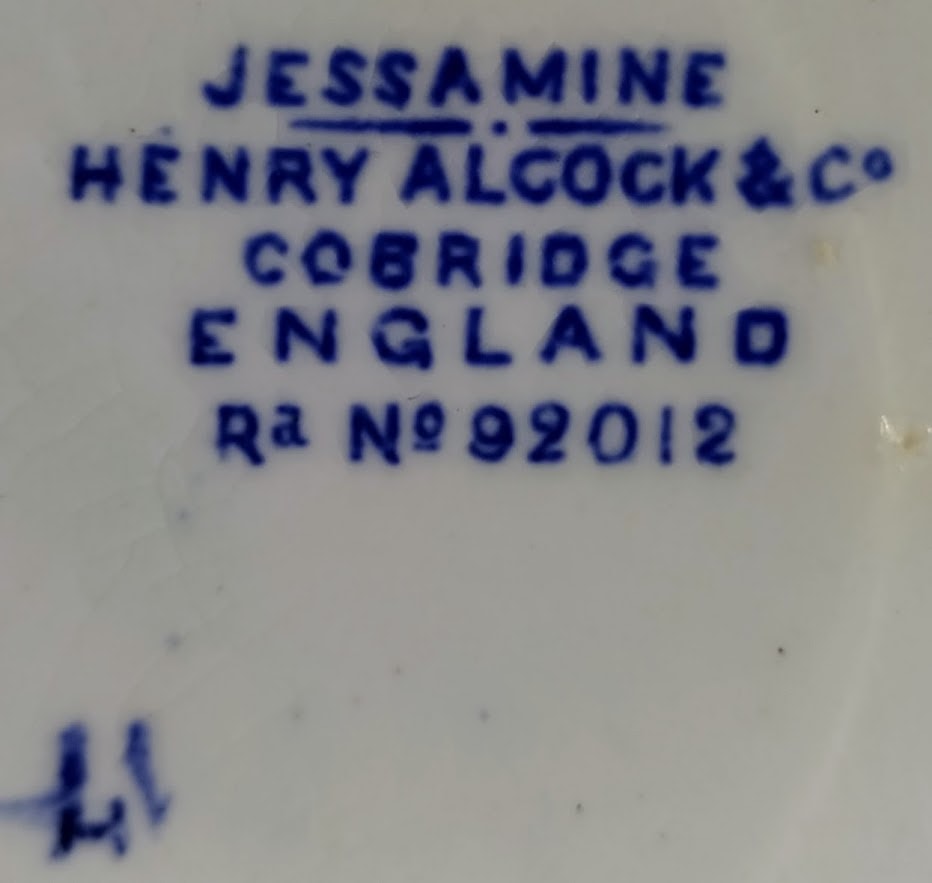 JESSAMINE
HENRY ALCOCK & Cº
COBRIDGE
ENGLAND
Rd Nº 92012